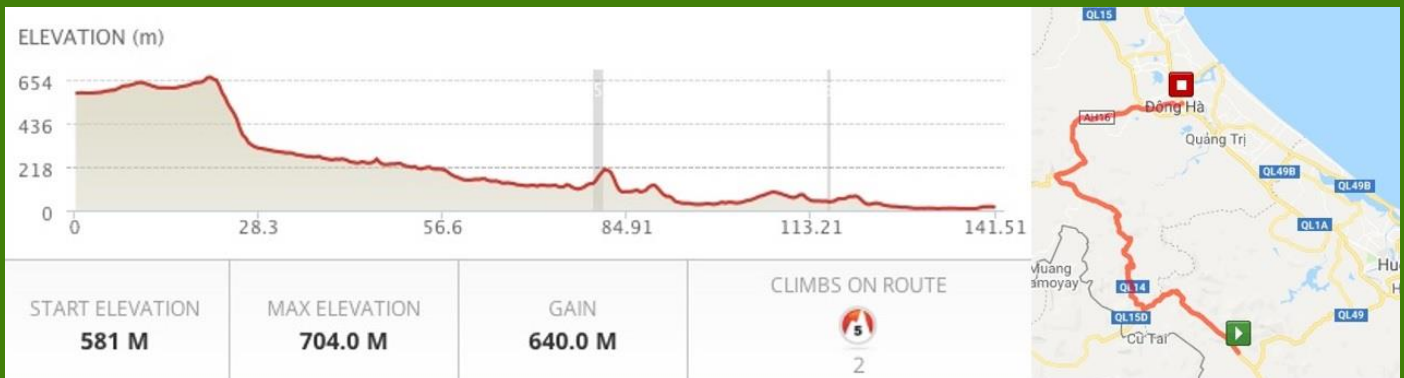 ELEVATION (m)
654
436
218
0
0
28.3
56.6
84.91
113.21
141.51
5
START ELEVATION
581 M
MAX ELEVATION
704.0 M
GAIN
640.0 M
CLIMBS ON ROUTE
5
2
QL15
Đông Hà
AH16
Quảng Trị
QL49B
QL49B
QL1A
Muang
amoyay
Hu
QL14
QL15D
QL49